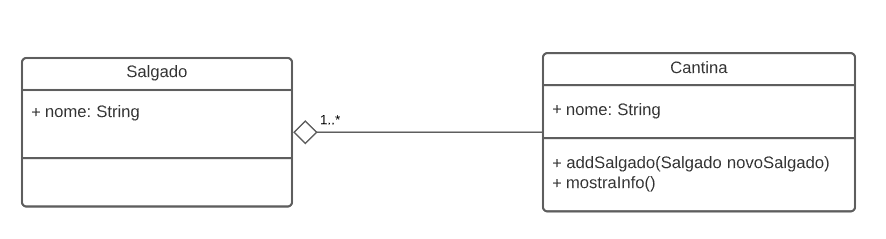 Salgado
+ nome: String
1..*
Cantina
+ nome: String
+ addSalgado(Salgado novoSalgado)
+ mostraInfo()